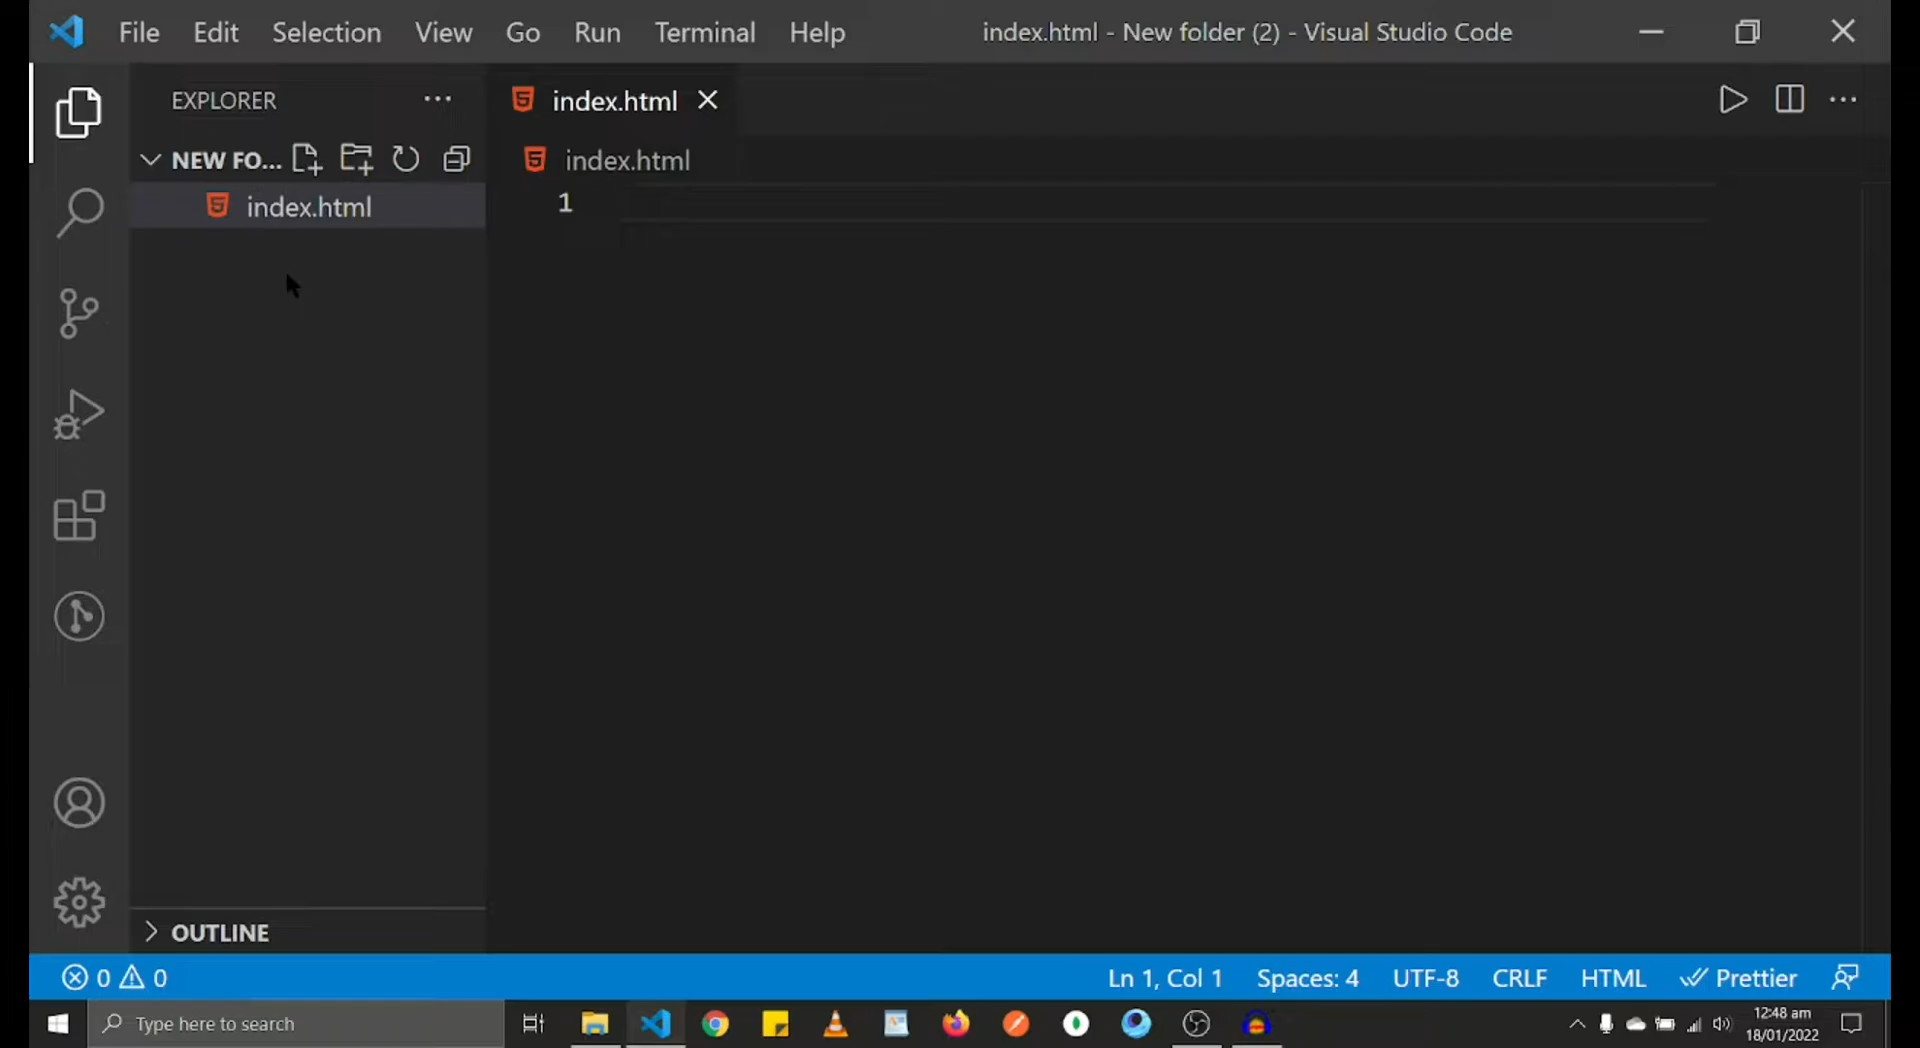 File Edit Selection View Go Run Terminal Help index.html - New folder (2) - Visual Studio Code
EXPLORER
index.html
NEW FO...
index.html
index.html
1
OUTLINE
0 0 Ln 1, Col 1 Spaces: 4 UTF-8 CRLF HTML Prettier
Type here to search
12:48 am
18/01/2022